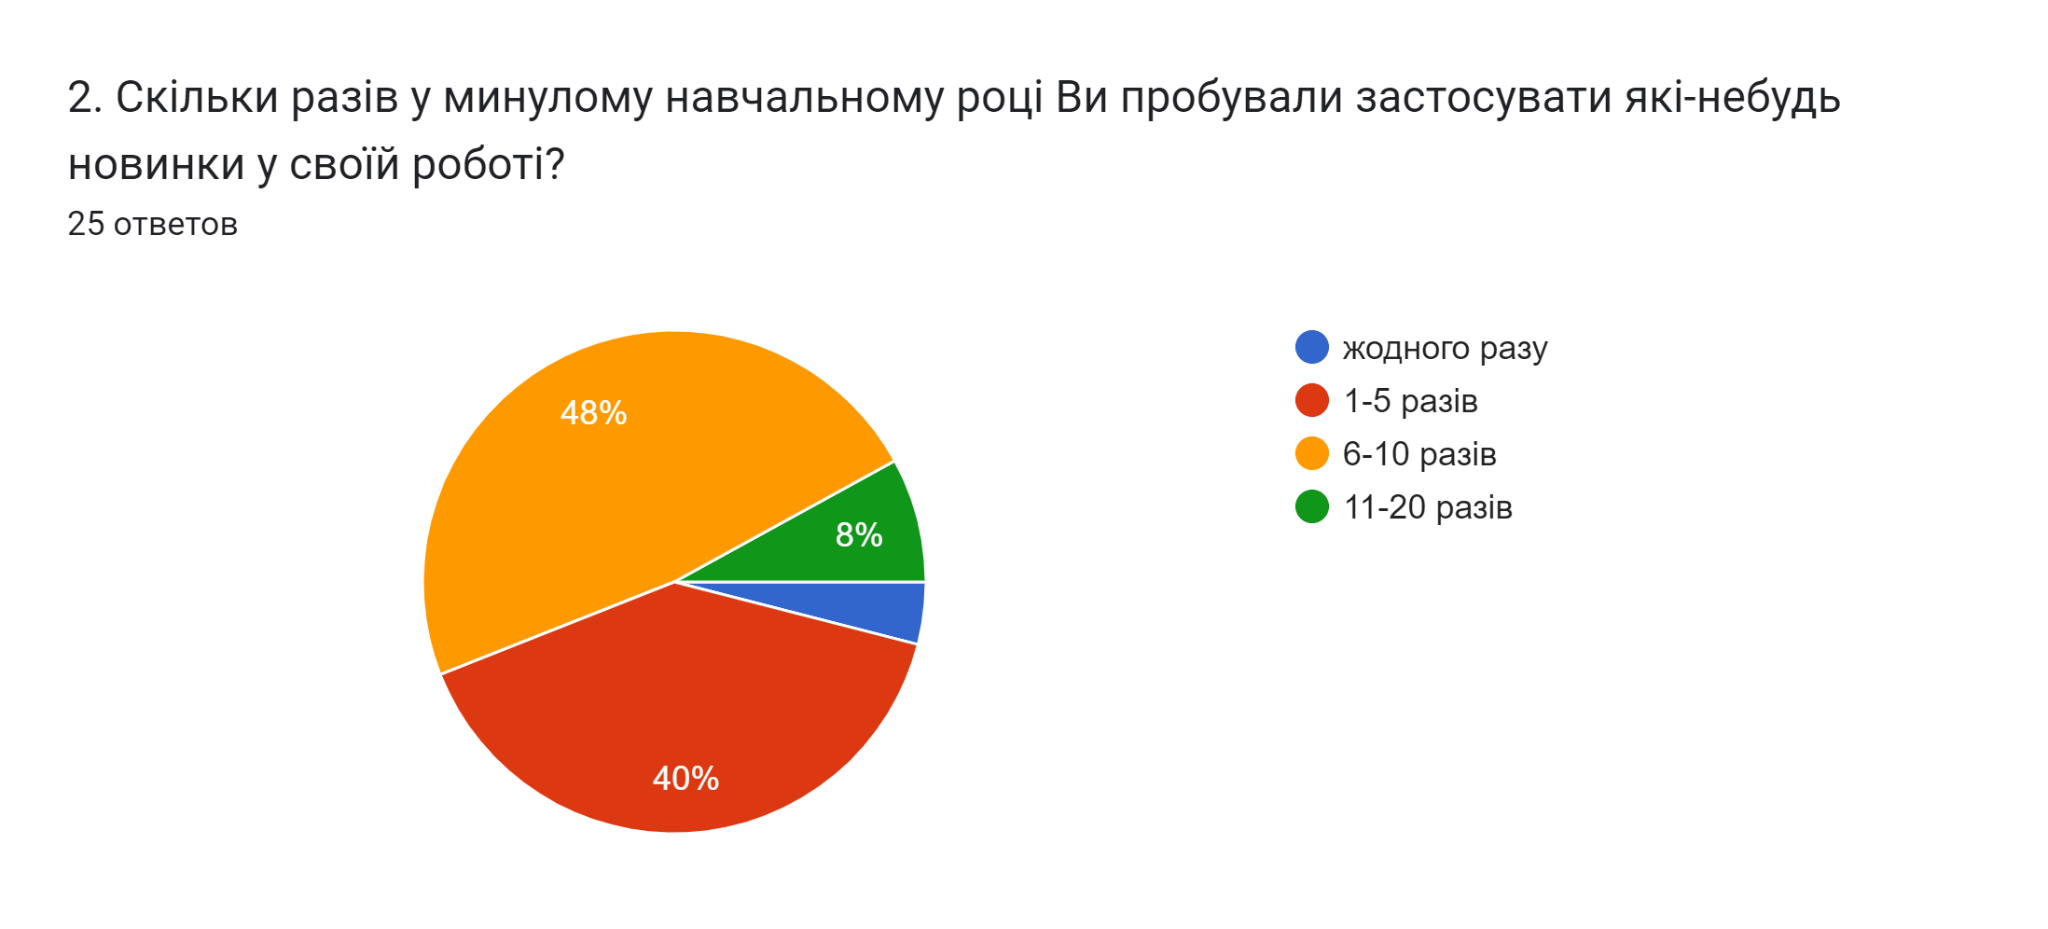 2. Скільки разів у минулому навчальному році Ви пробували застосувати які-небудь
новинки у своїй роботі?
25 ответов
жодного разу
1-5 разів
6-10 разів
11-20 разів
48%
8%
40%